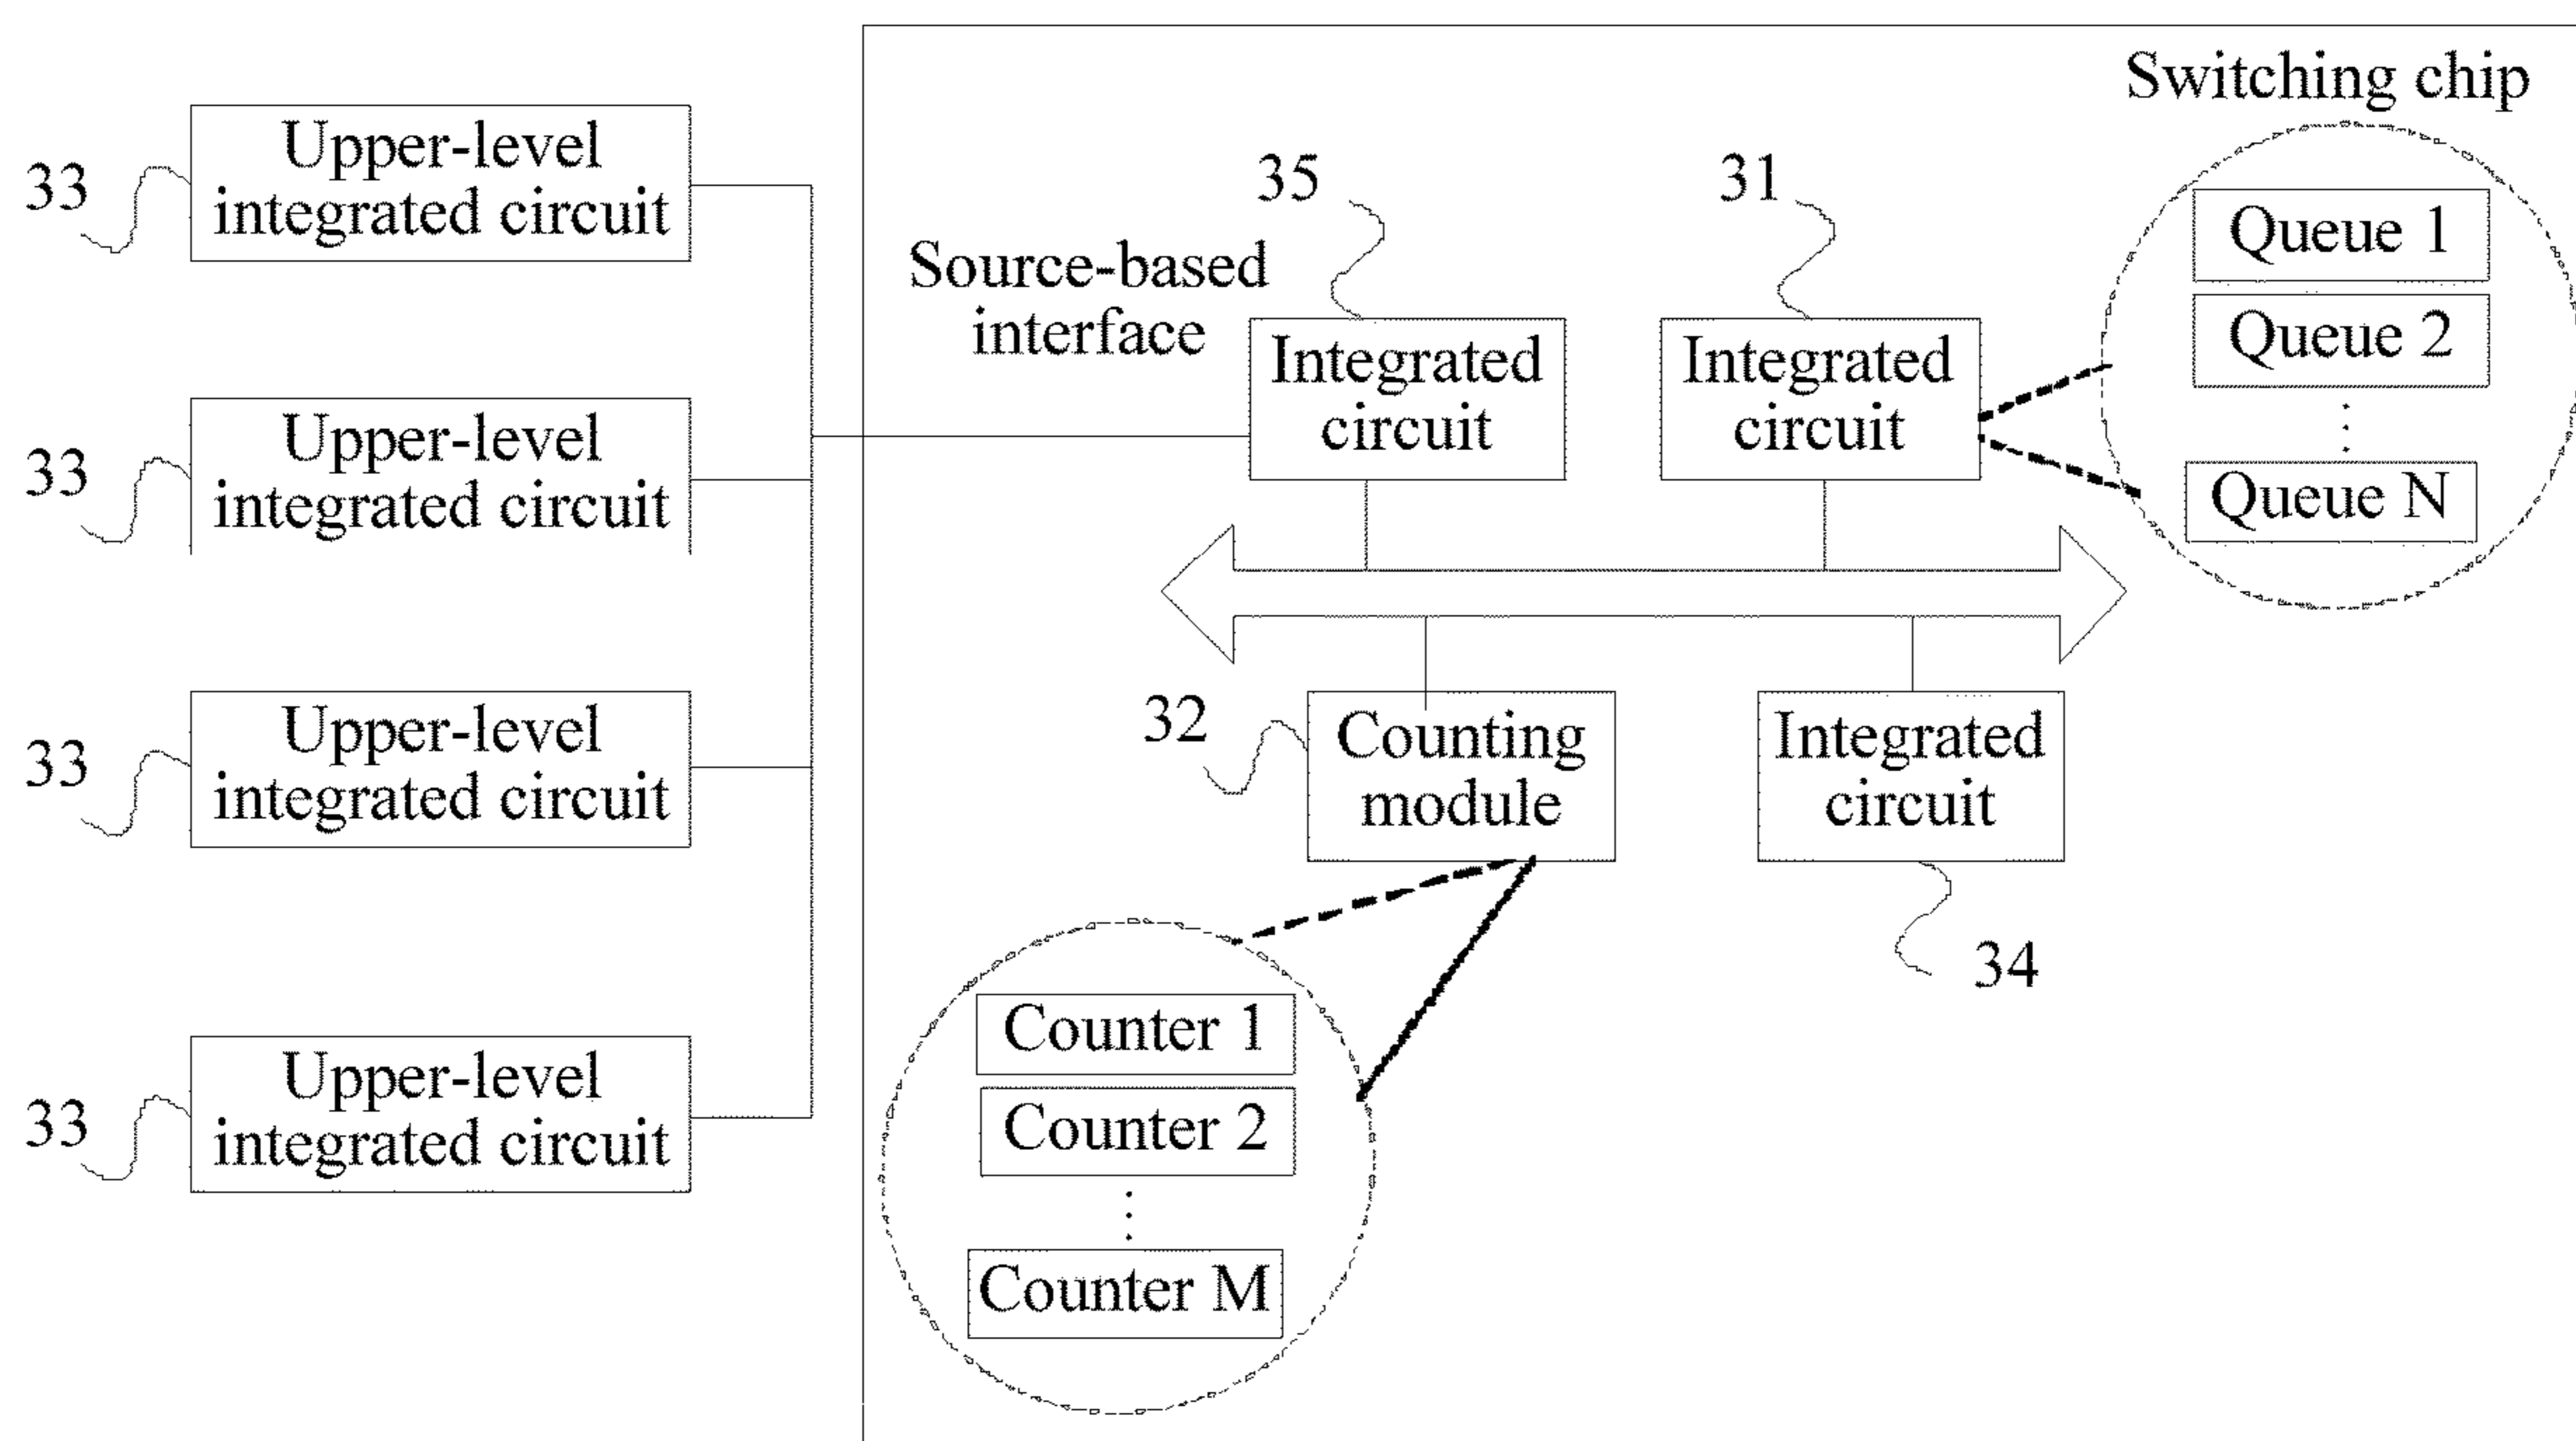 Switching chip
33
Upper-level
integrated circuit
35
31
Queue 1
Source-based
interface
Queue 2
Integrated
circuit
Integrated
circuit
33
Upper-level
integrated circuit
Queue N
33
Upper-level
integrated circuit
32
Counting
module
Integrated
circuit
34
Counter 1
33
Upper-level
integrated circuit
Counter 2
Counter M